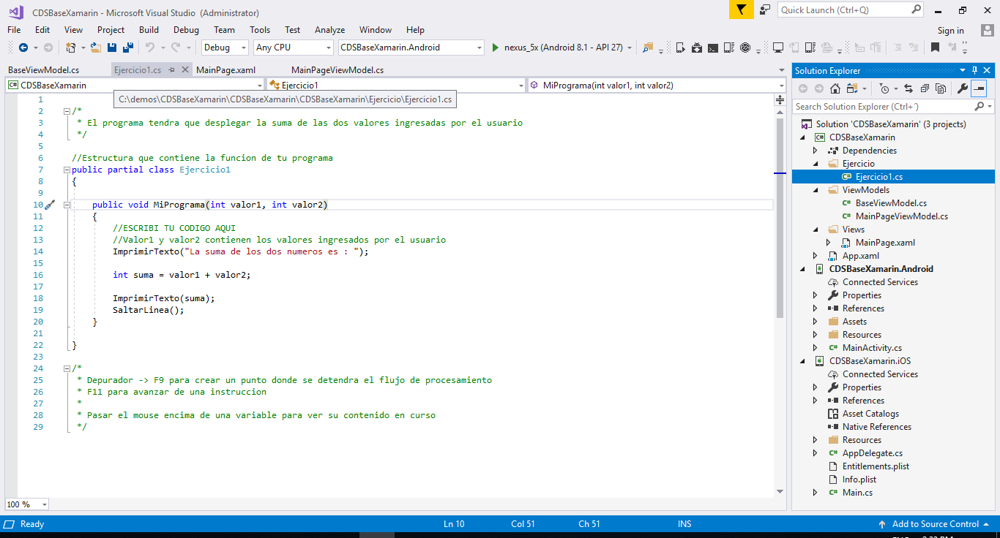 CDSBaseXamarin - Microsoft Visual Studio (Administrator)
Quick Launch (Ctrl+Q)
File Edit View Project Build Debug Team Tools Test Analyze Window Help
Sign in
Debug Any CPU CDSBaseXamarin.Android nexus_5x (Android 8.1 - API 27)
BaseViewModel.cs Ejercicio1.cs MainPage.xaml MainPageViewModel.cs
CDSBaseXamarin Ejercicio1 MiPrograma(int valor1, int valor2)
C:\demos\CDSBaseXamarin\CDSBaseXamarin\CDSBaseXamarin\Ejercicio\Ejercicio1.cs
1
2 /*
3 * El programa tendra que desplegar la suma de las dos valores ingresadas por el usuario
4 */
5
6 //Estructura que contiene la funcion de tu programa
7 public partial class Ejercicio1
8 {
9
10 public void MiPrograma(int valor1, int valor2)
11 {
12 //ESCRIBI TU CODIGO AQUI
13 //Valor1 y valor2 contienen los valores ingresados por el usuario
14 ImprimirTexto("La suma de los dos numeros es : ");
15
16 int suma = valor1 + valor2;
17
18 ImprimirTexto(suma);
19 SaltarLinea();
20 }
21
22 }
23
24 /*
25 * Depurador -> F9 para crear un punto donde se detendra el flujo de procesamiento
26 * F11 para avanzar de una instruccion
27 *
28 * Pasar el mouse encima de una variable para ver su contenido en curso
29 */
100 %
Solution Explorer
Search Solution Explorer (Ctrl+´)
Solution 'CDSBaseXamarin' (3 projects)
CDSBaseXamarin
Dependencies
Ejercicio
Ejercicio1.cs
ViewModels
BaseViewModel.cs
MainPageViewModel.cs
Views
MainPage.xaml
App.xaml
CDSBaseXamarin.Android
Connected Services
Properties
References
Assets
Resources
MainActivity.cs
CDSBaseXamarin.iOS
Connected Services
Properties
References
Asset Catalogs
Native References
Resources
AppDelegate.cs
Entitlements.plist
Info.plist
Main.cs
Ready Ln 10 Col 51 Ch 51 INS Add to Source Control